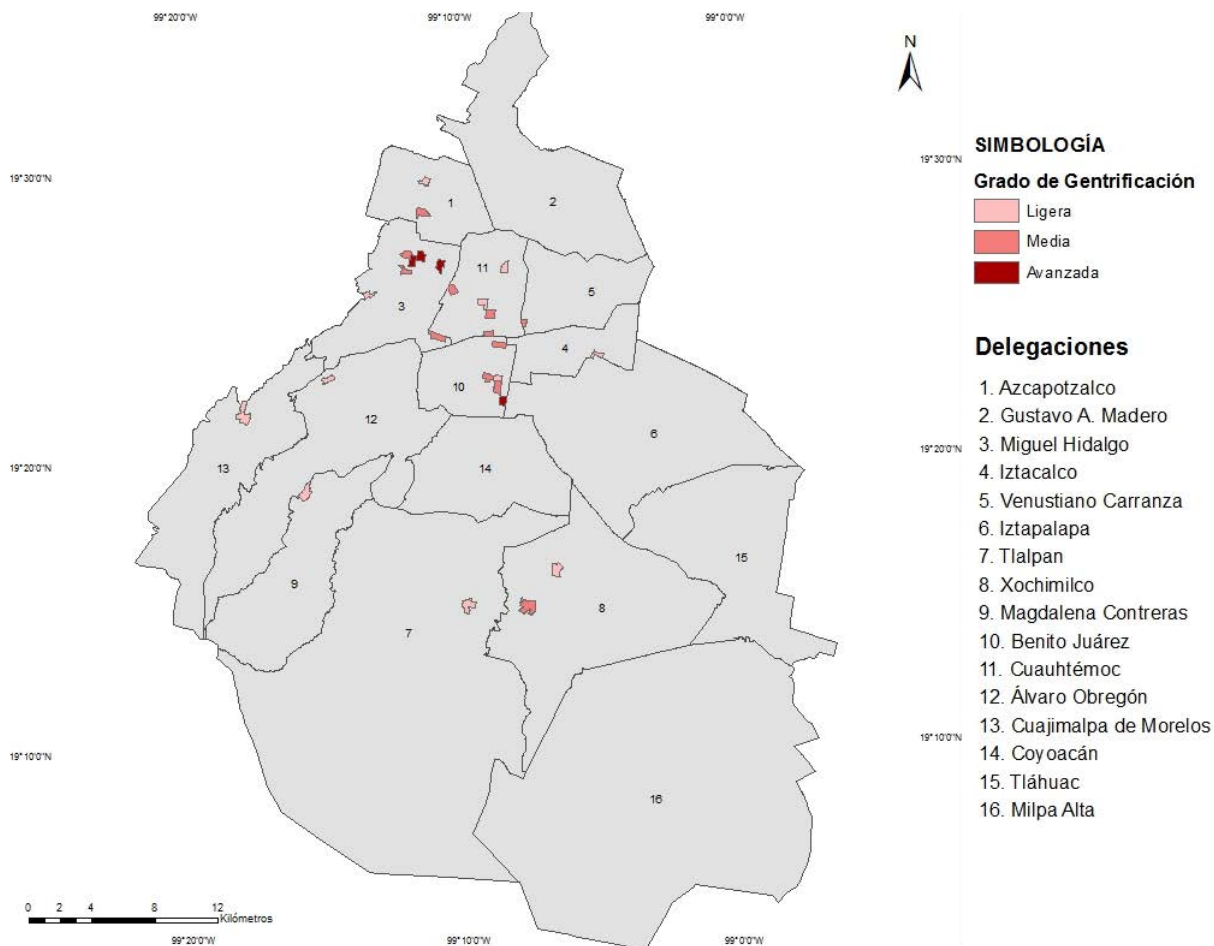 99°20'0"W
99°10'0"W
99°0'0"W
N
19°30'0"N
19°30'0"N
SIMBOLOGÍA
Grado de Gentrificación
Ligera
Media
Avanzada
1
2
11
5
3
4
10
12
6
13
14
15
9
8
7
16
19°20'0"N
19°20'0"N
19°10'0"N
19°10'0"N
Delegaciones
1. Azcapotzalco
2. Gustavo A. Madero
3. Miguel Hidalgo
4. Iztacalco
5. Venustiano Carranza
6. Iztapalapa
7. Tlalpan
8. Xochimilco
9. Magdalena Contreras
10. Benito Juárez
11. Cuauhtémoc
12. Álvaro Obregón
13. Cuajimalpa de Morelos
14. Coyoacán
15. Tláhuac
16. Milpa Alta
0 2 4 8 12
Kilómetros
99°20'0"W
99°10'0"W
99°0'0"W